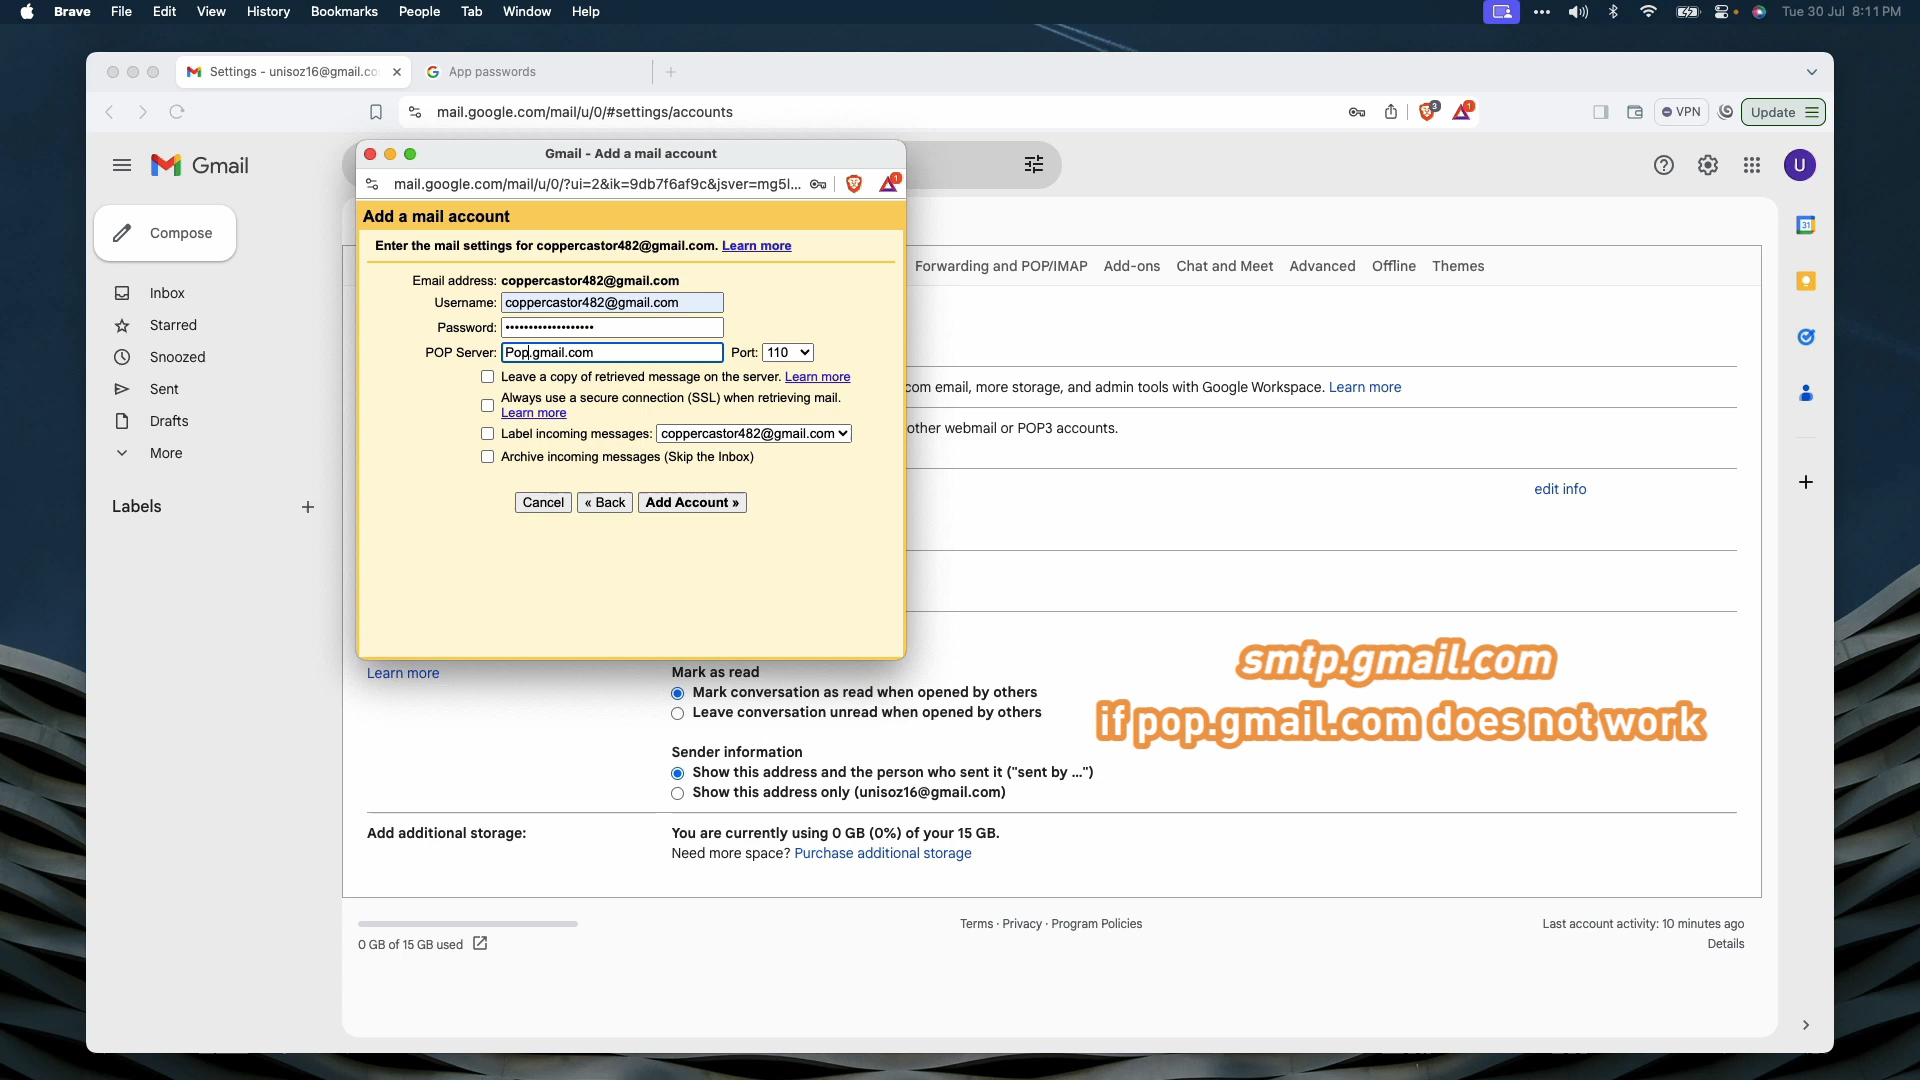 Brave File Edit View History Bookmarks People Tab Window Help Tue 30 Jul 8:11 PM
Settings - unisoz16@gmail.co App passwords
mail.google.com/mail/u/0/#settings/accounts 3 1 VPN Update
Gmail - Add a mail account
mail.google.com/mail/u/0/?ui=2&ik=9db7f6af9c&jsver=mg5l... 1
Gmail
U
Compose
Inbox
Starred
Snoozed
Sent
Drafts
More
Labels
Add a mail account
Enter the mail settings for coppercastor482@gmail.com. Learn more
Email address: coppercastor482@gmail.com
Username: coppercastor482@gmail.com
Password: •••••••••••••••••••
POP Server: Pop.gmail.com Port: 110
Leave a copy of retrieved message on the server. Learn more
Always use a secure connection (SSL) when retrieving mail.
Learn more
Label incoming messages: coppercastor482@gmail.com
Archive incoming messages (Skip the Inbox)
Cancel « Back Add Account »
Forwarding and POP/IMAP Add-ons Chat and Meet Advanced Offline Themes
com email, more storage, and admin tools with Google Workspace. Learn more
other webmail or POP3 accounts.
edit info
31
smtp.gmail.com
if pop.gmail.com does not work
Learn more
Mark as read
Mark conversation as read when opened by others
Leave conversation unread when opened by others
Sender information
Show this address and the person who sent it ("sent by ...")
Show this address only (unisoz16@gmail.com)
Add additional storage:
You are currently using 0 GB (0%) of your 15 GB.
Need more space? Purchase additional storage
0 GB of 15 GB used
Terms · Privacy · Program Policies
Last account activity: 10 minutes ago
Details